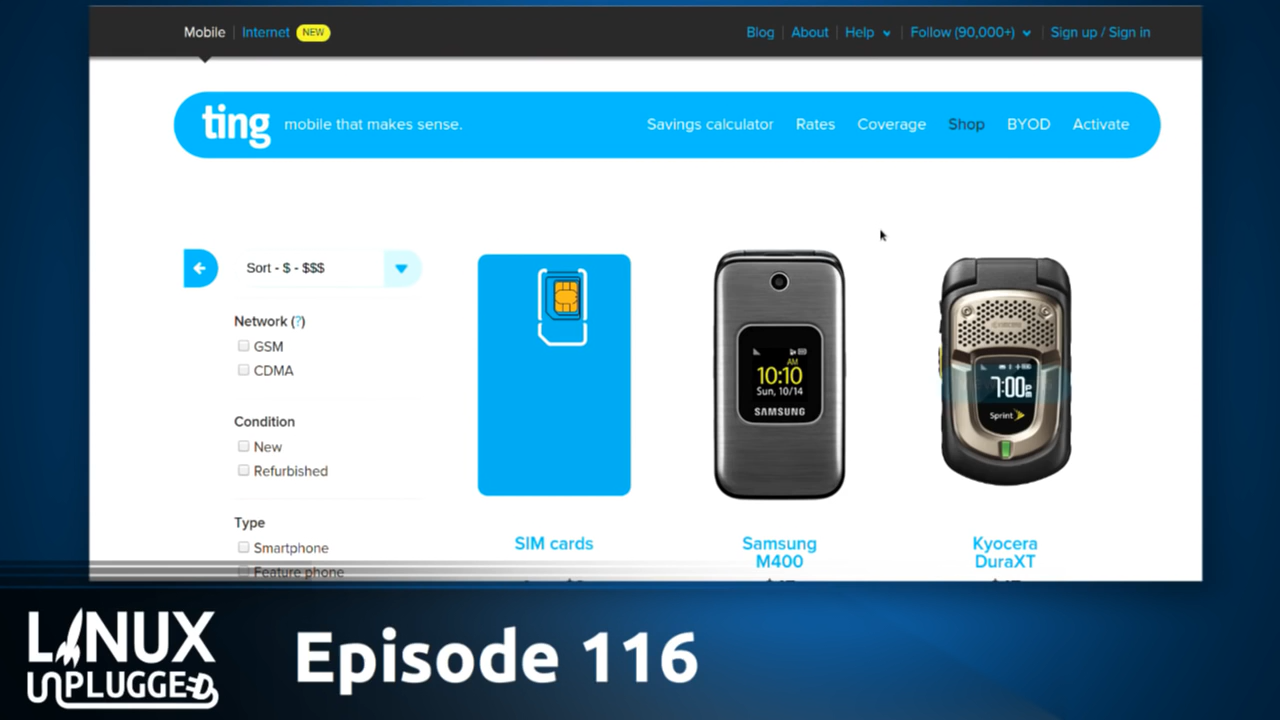 Mobile Internet NEW Blog About Help Follow (90,000+) Sign up / Sign in
ting mobile that makes sense. Savings calculator Rates Coverage Shop BYOD Activate
Sort - $ - $$$
Network (?)
GSM
CDMA
Condition
New
Refurbished
Type
Smartphone
Feature phone
AM
10:10
Sun, 10/14
SAMSUNG
7:00
Sprint
SIM cards
Samsung
M400
Kyocera
DuraXT
LINUX
UNPLUGGED
Episode 116